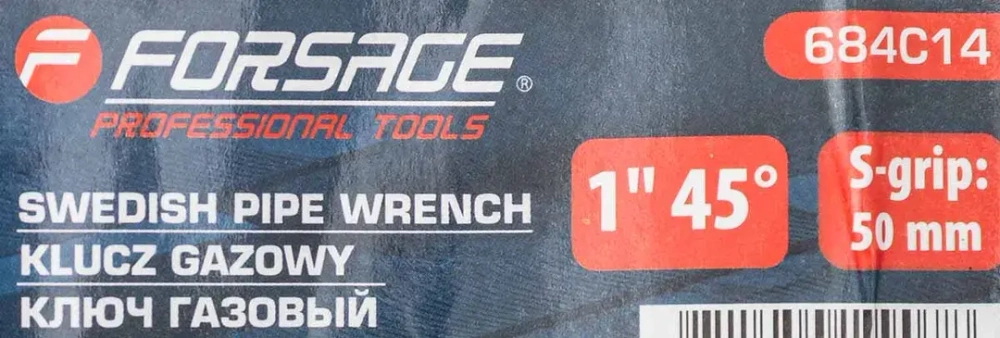 FORSAGE®
PROFESSIONAL TOOLS
684C14
SWEDISH PIPE WRENCH
KLUCZ GAZOWY
КЛЮЧ ГАЗОВЫЙ
1" 45°
S-grip:
50 mm